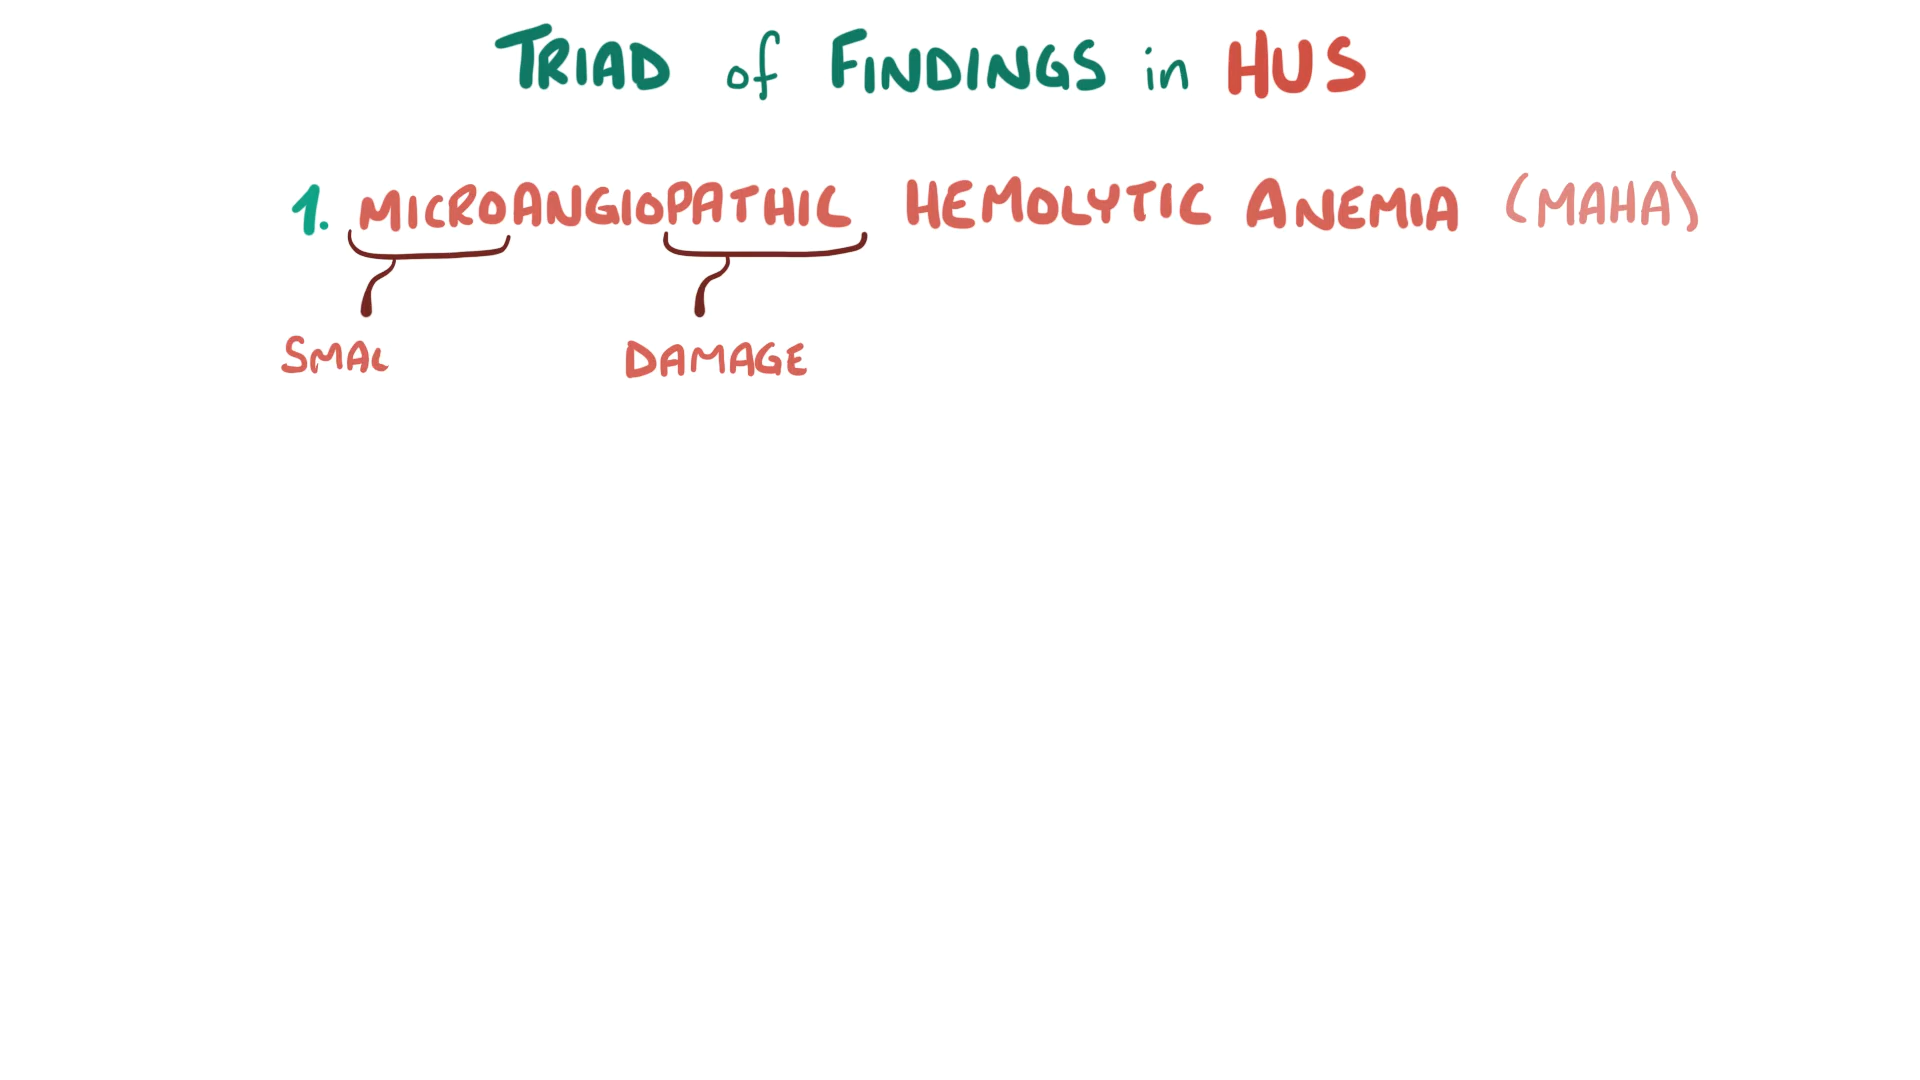 TRIAD of FINDINGS in HUS
1. MICROANGIOPATHIC HEMOLYTIC ANEMIA (MAHA)
SMAL DAMAGE